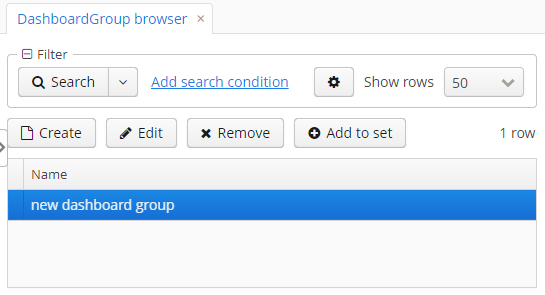 DashboardGroup browser ×
Filter
Search Add search condition Show rows 50
Create Edit Remove Add to set 1 row
Name
new dashboard group